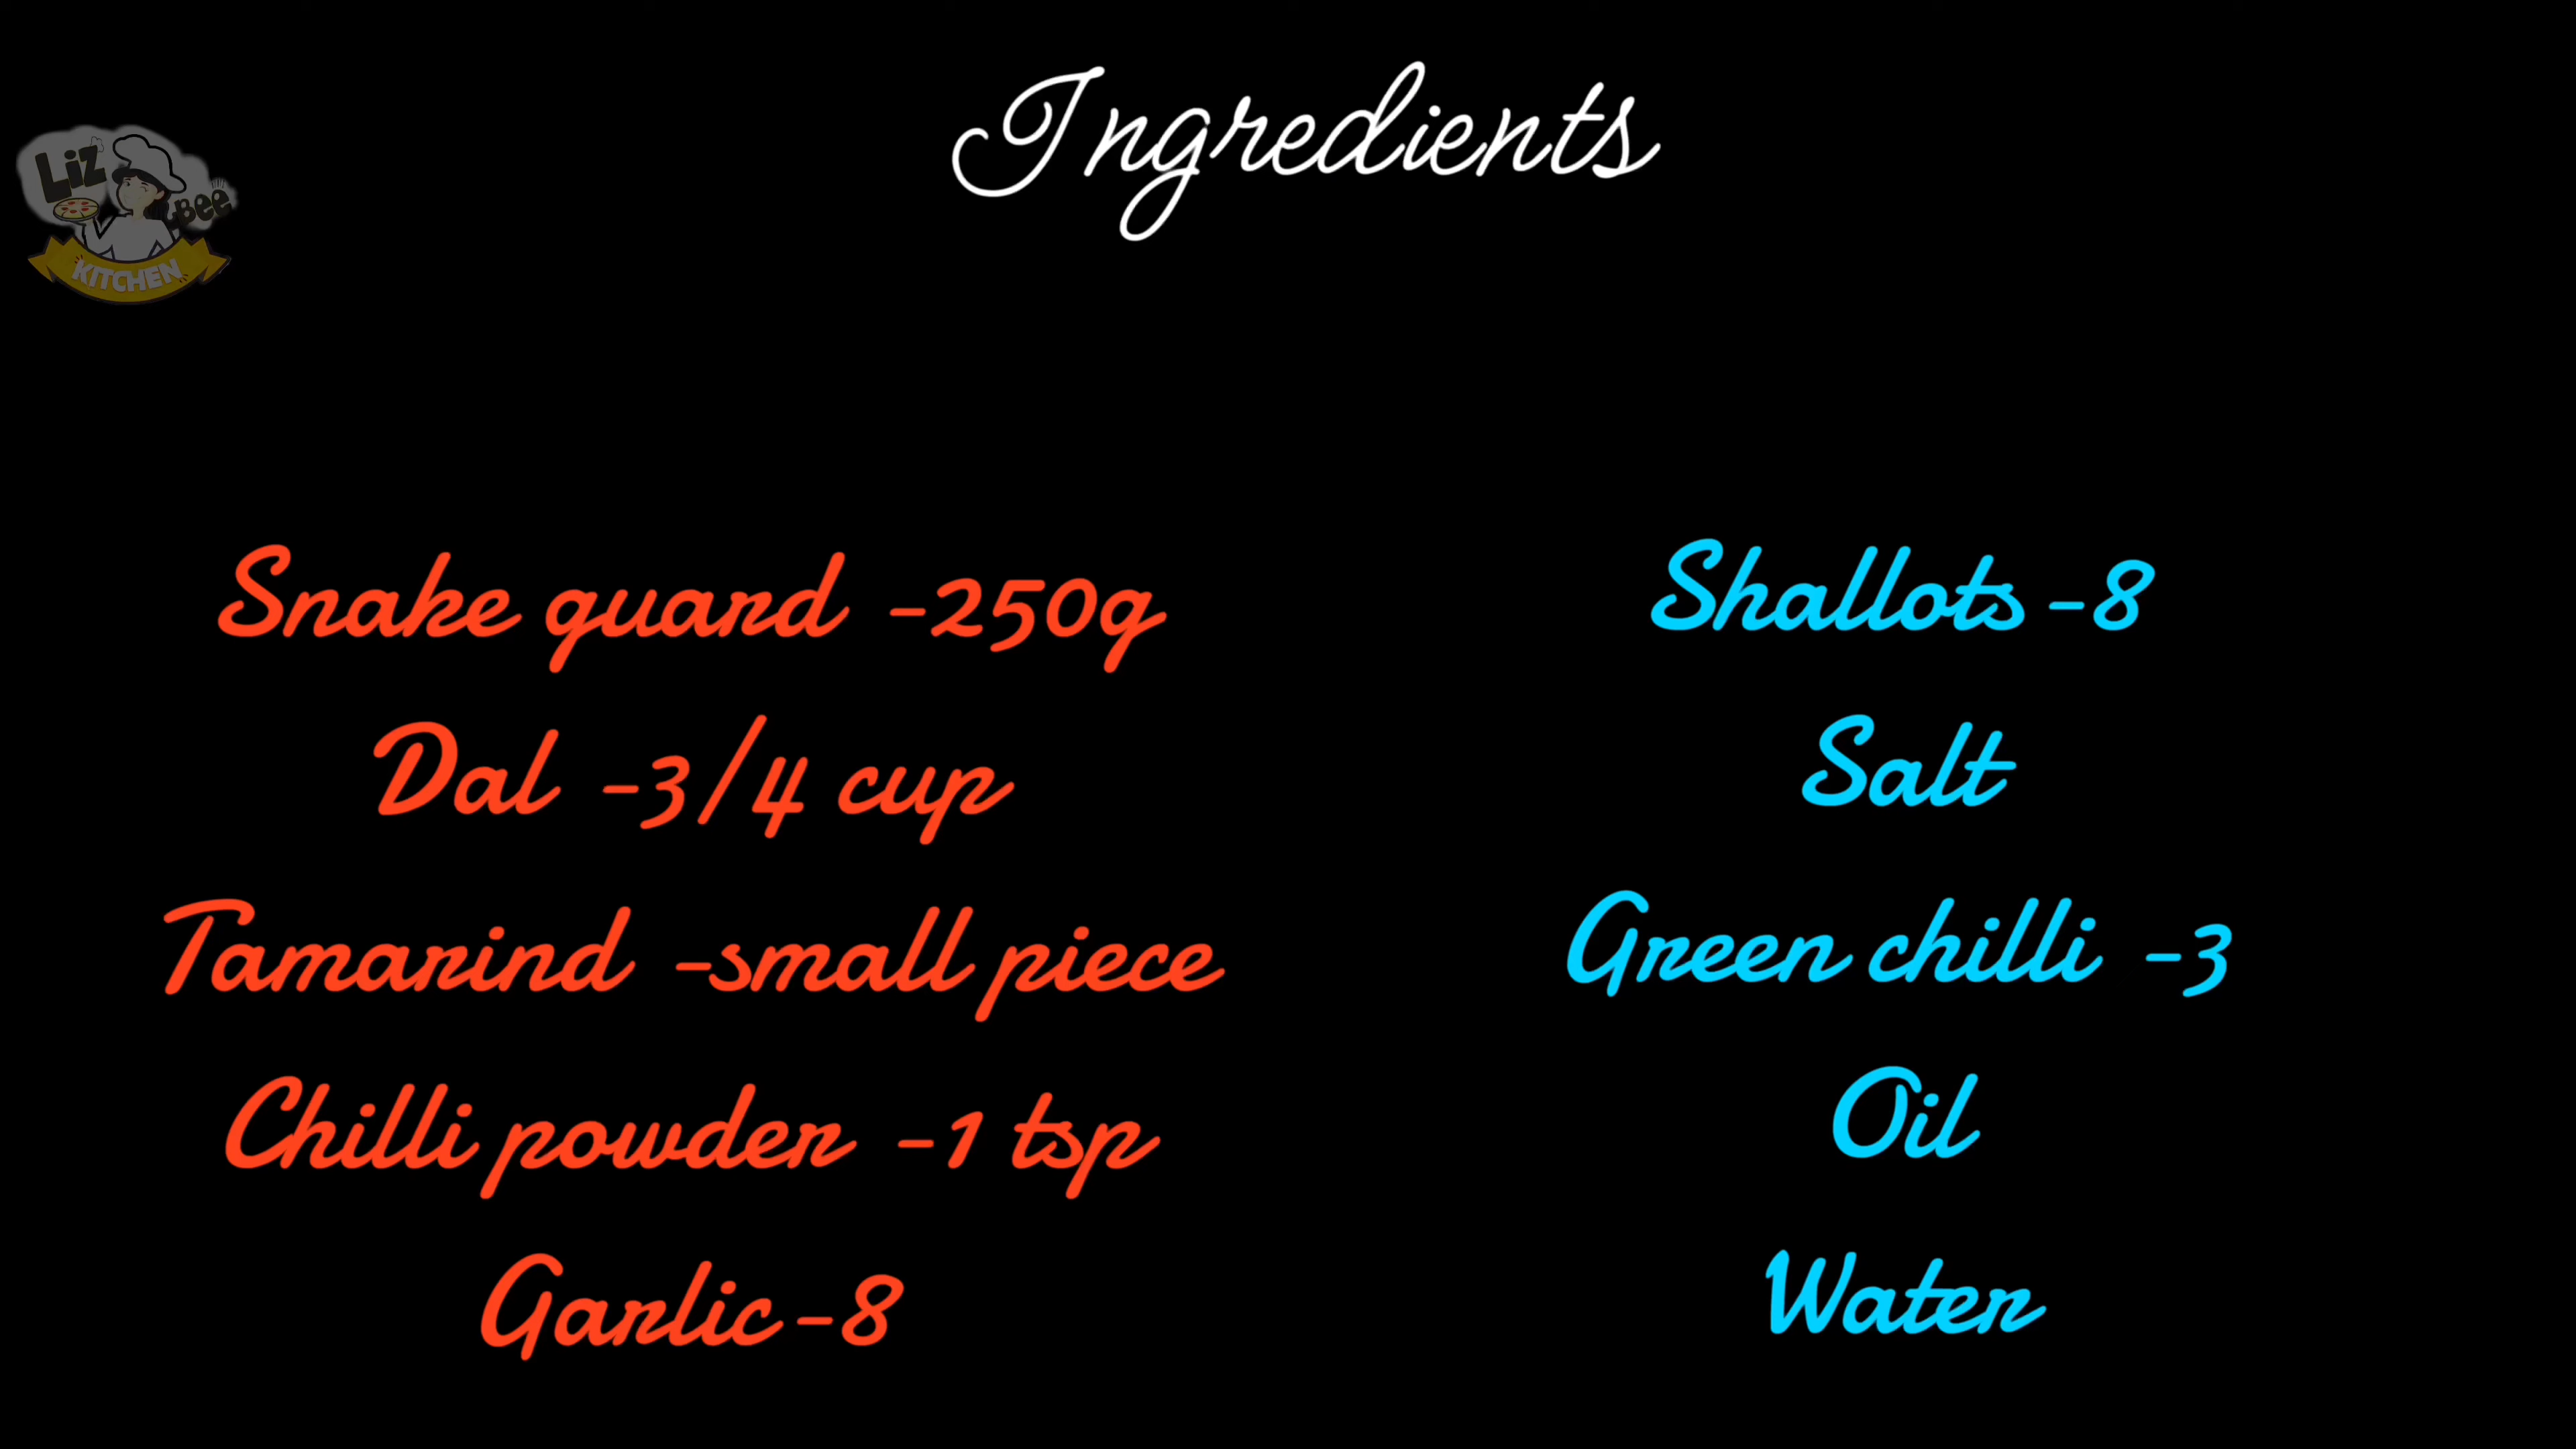 Ingredients
Liz
Bee
KITCHEN
Snake guard -250g
Dal -3/4 cup
Tamarind -small piece
Chilli powder -1 tsp
Garlic -8
Shallots -8
Salt
Green chilli -3
Oil
Water